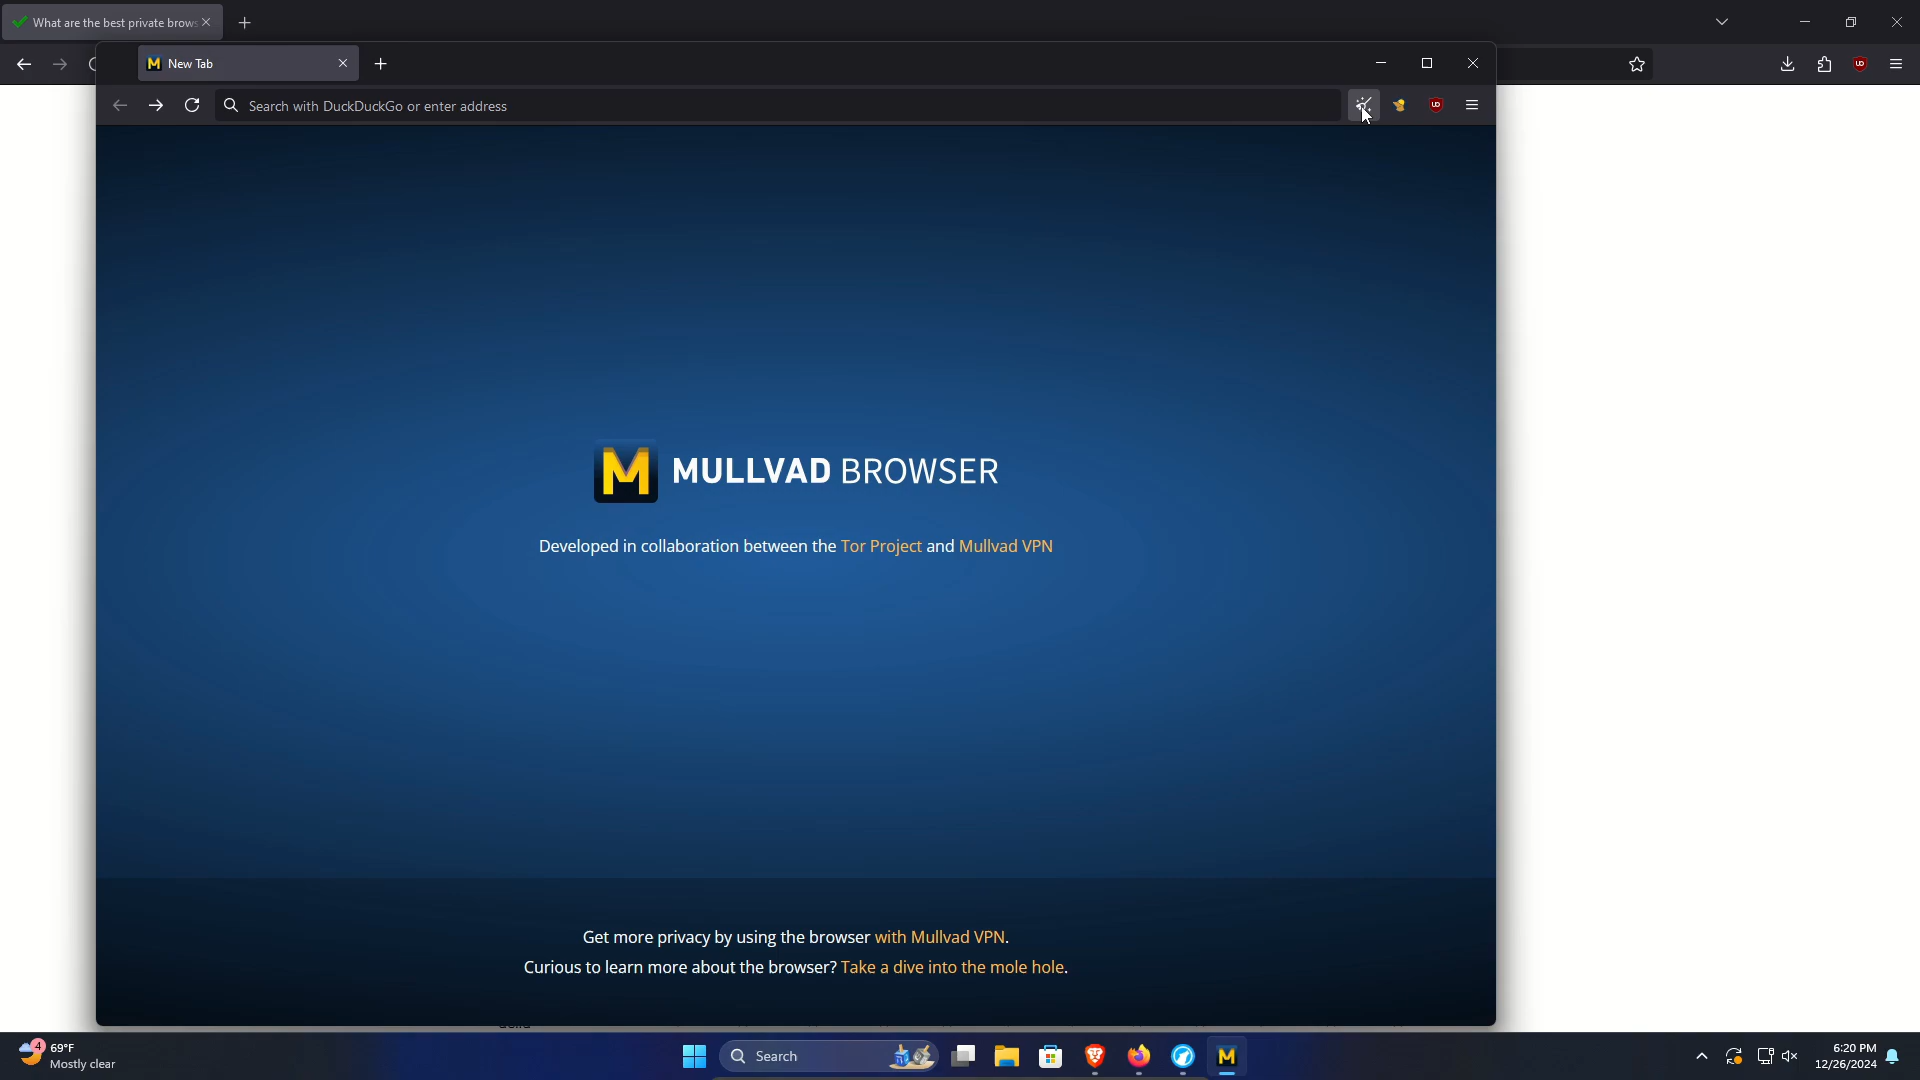 What are the best private brows
New Tab
Search with DuckDuckGo or enter address
MULLVAD BROWSER
Developed in collaboration between the Tor Project and Mullvad VPN
Get more privacy by using the browser with Mullvad VPN.
Curious to learn more about the browser? Take a dive into the mole hole.
4
69°F
Mostly clear
Search
6:20 PM
12/26/2024